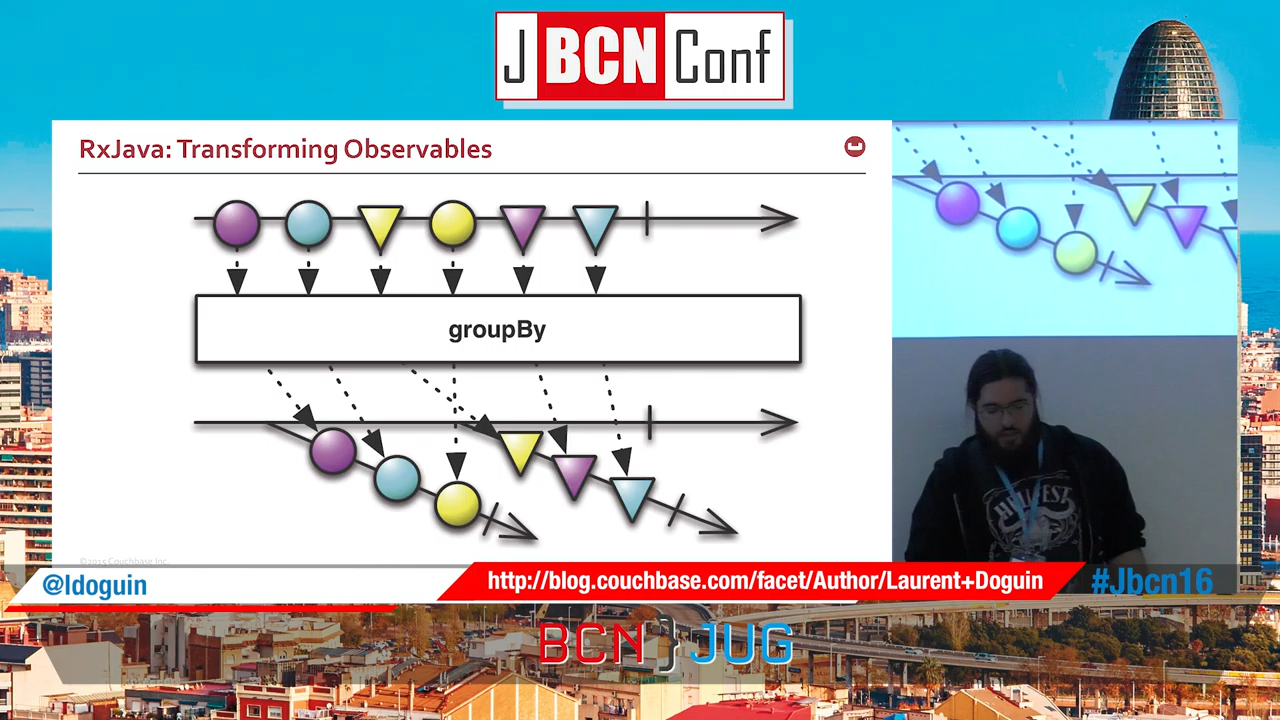 J BCN Conf
RxJava: Transforming Observables
groupBy
©2015 Couchbase Inc.
@ldoguin
http://blog.couchbase.com/facet/Author/Laurent+Doguin
#Jbcn16
HELLFEST
BCN JUG